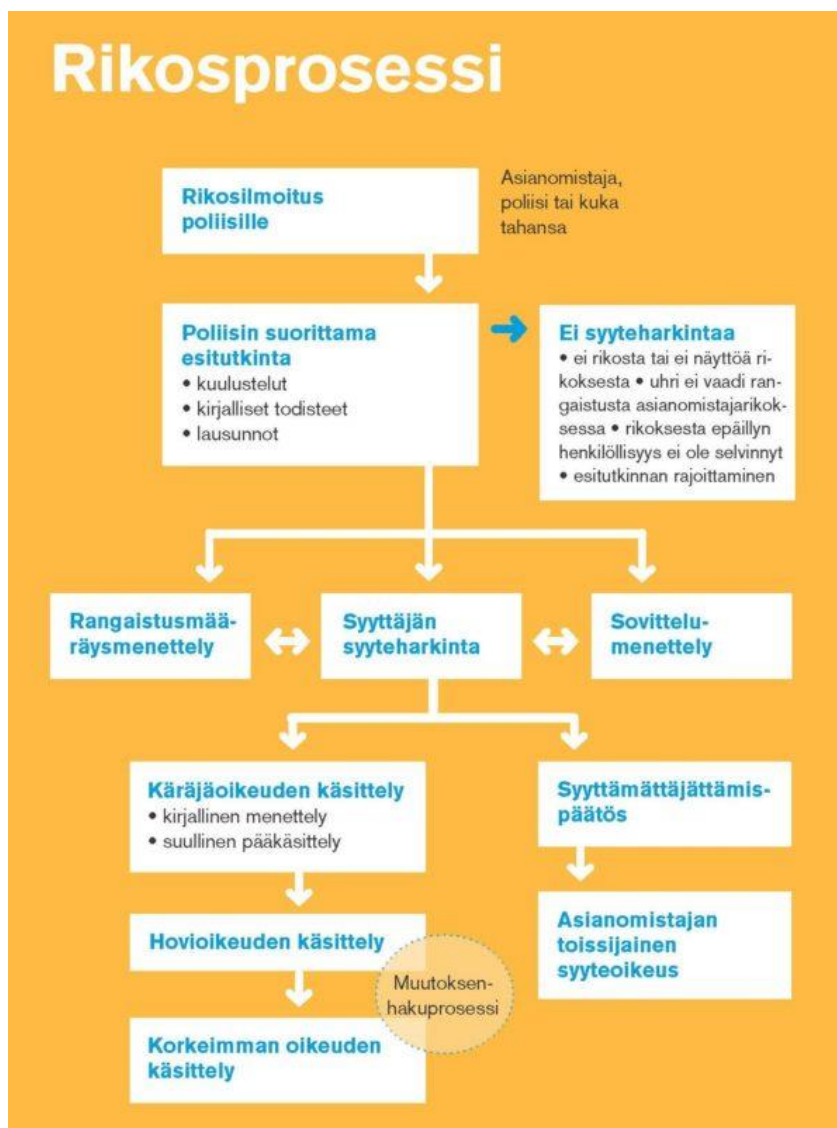 Rikosprosessi
Rikosilmoitus
poliisille
Asianomistaja,
poliisi tai kuka
tahansa
Poliisin suorittama
esitutkinta
• kuulustelut
• kirjalliset todisteet
• lausunnot
Ei syyteharkintaa
• ei rikosta tai ei näyttöä ri-
koksesta • uhri ei vaadi ran-
gaistusta asianomistajarikok-
sessa • rikoksesta epäillyn
henkilöllisyys ei ole selvinnyt
• esitutkinnan rajoittaminen
Rangaistusmää-
räysmenettely
Syyttäjän
syyteharkinta
Sovittelu-
menettely
Käräjäoikeuden käsittely
• kirjallinen menettely
• suullinen pääkäsittely
Syyttämättäjättämis-
päätös
Hovioikeuden käsittely
Asianomistajan
toissijainen
syyteoikeus
Muutoksen-
hakuprosessi
Korkeimman oikeuden
käsittely